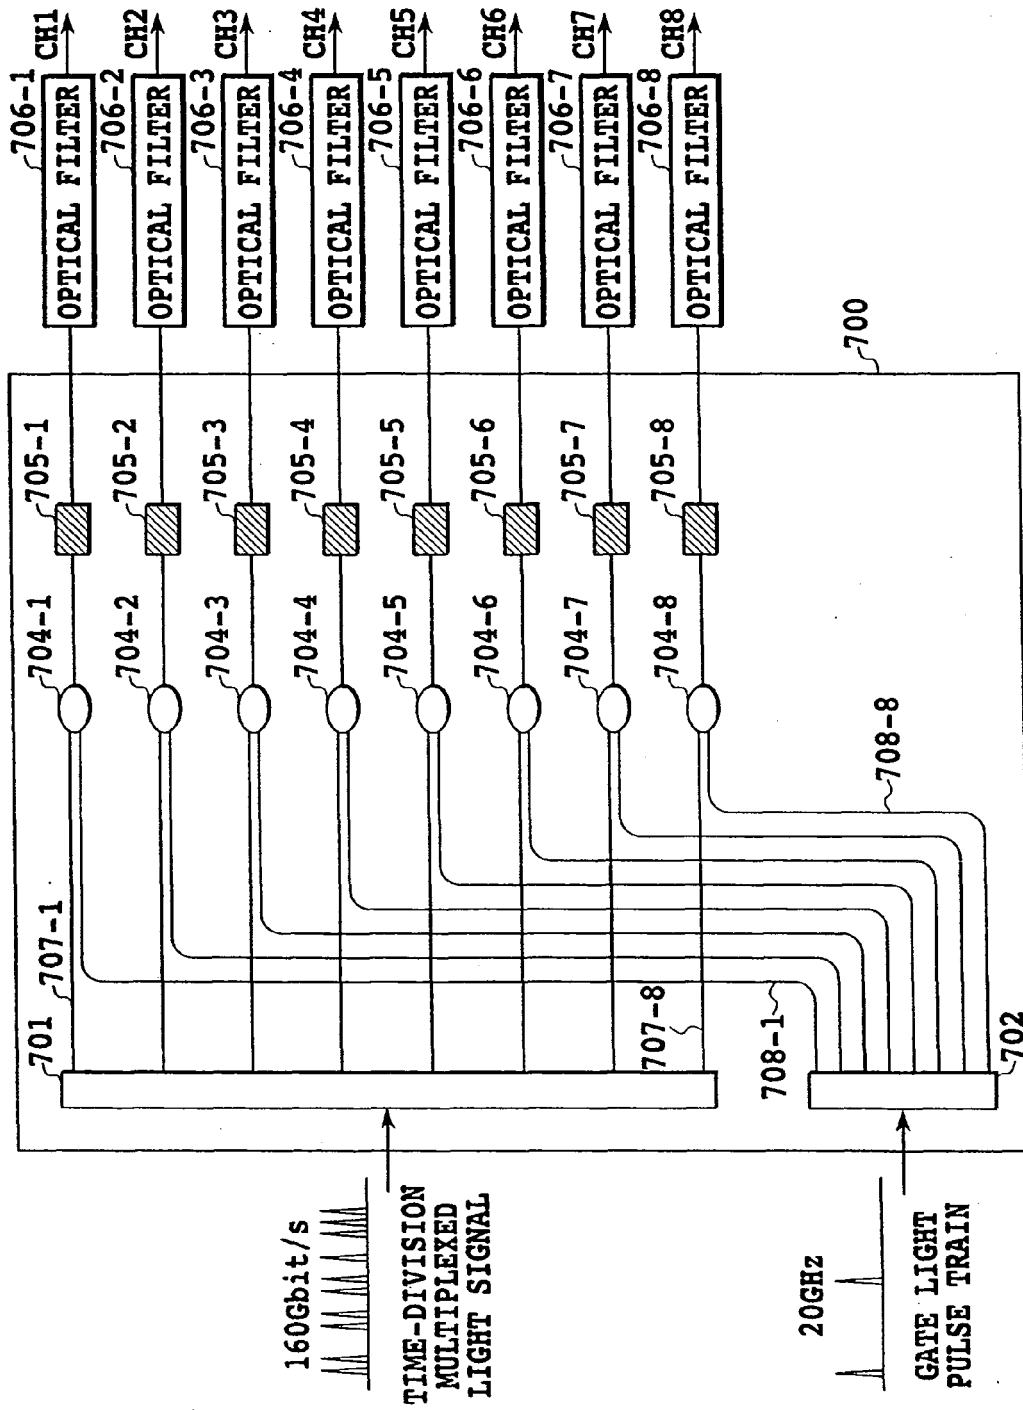 160Gbit/s
TIME-DIVISION
MULTIPLEXED
LIGHT SIGNAL
20GHz
GATE LIGHT
PULSE TRAIN
701
702
707-1
707-8
708-1
708-8
704-1
704-2
704-3
704-4
704-5
704-6
704-7
704-8
705-1
705-2
705-3
705-4
705-5
705-6
705-7
705-8
700
706-1
OPTICAL FILTER
CH1
706-2
OPTICAL FILTER
CH2
706-3
OPTICAL FILTER
CH3
706-4
OPTICAL FILTER
CH4
706-5
OPTICAL FILTER
CH5
706-6
OPTICAL FILTER
CH6
706-7
OPTICAL FILTER
CH7
706-8
OPTICAL FILTER
CH8